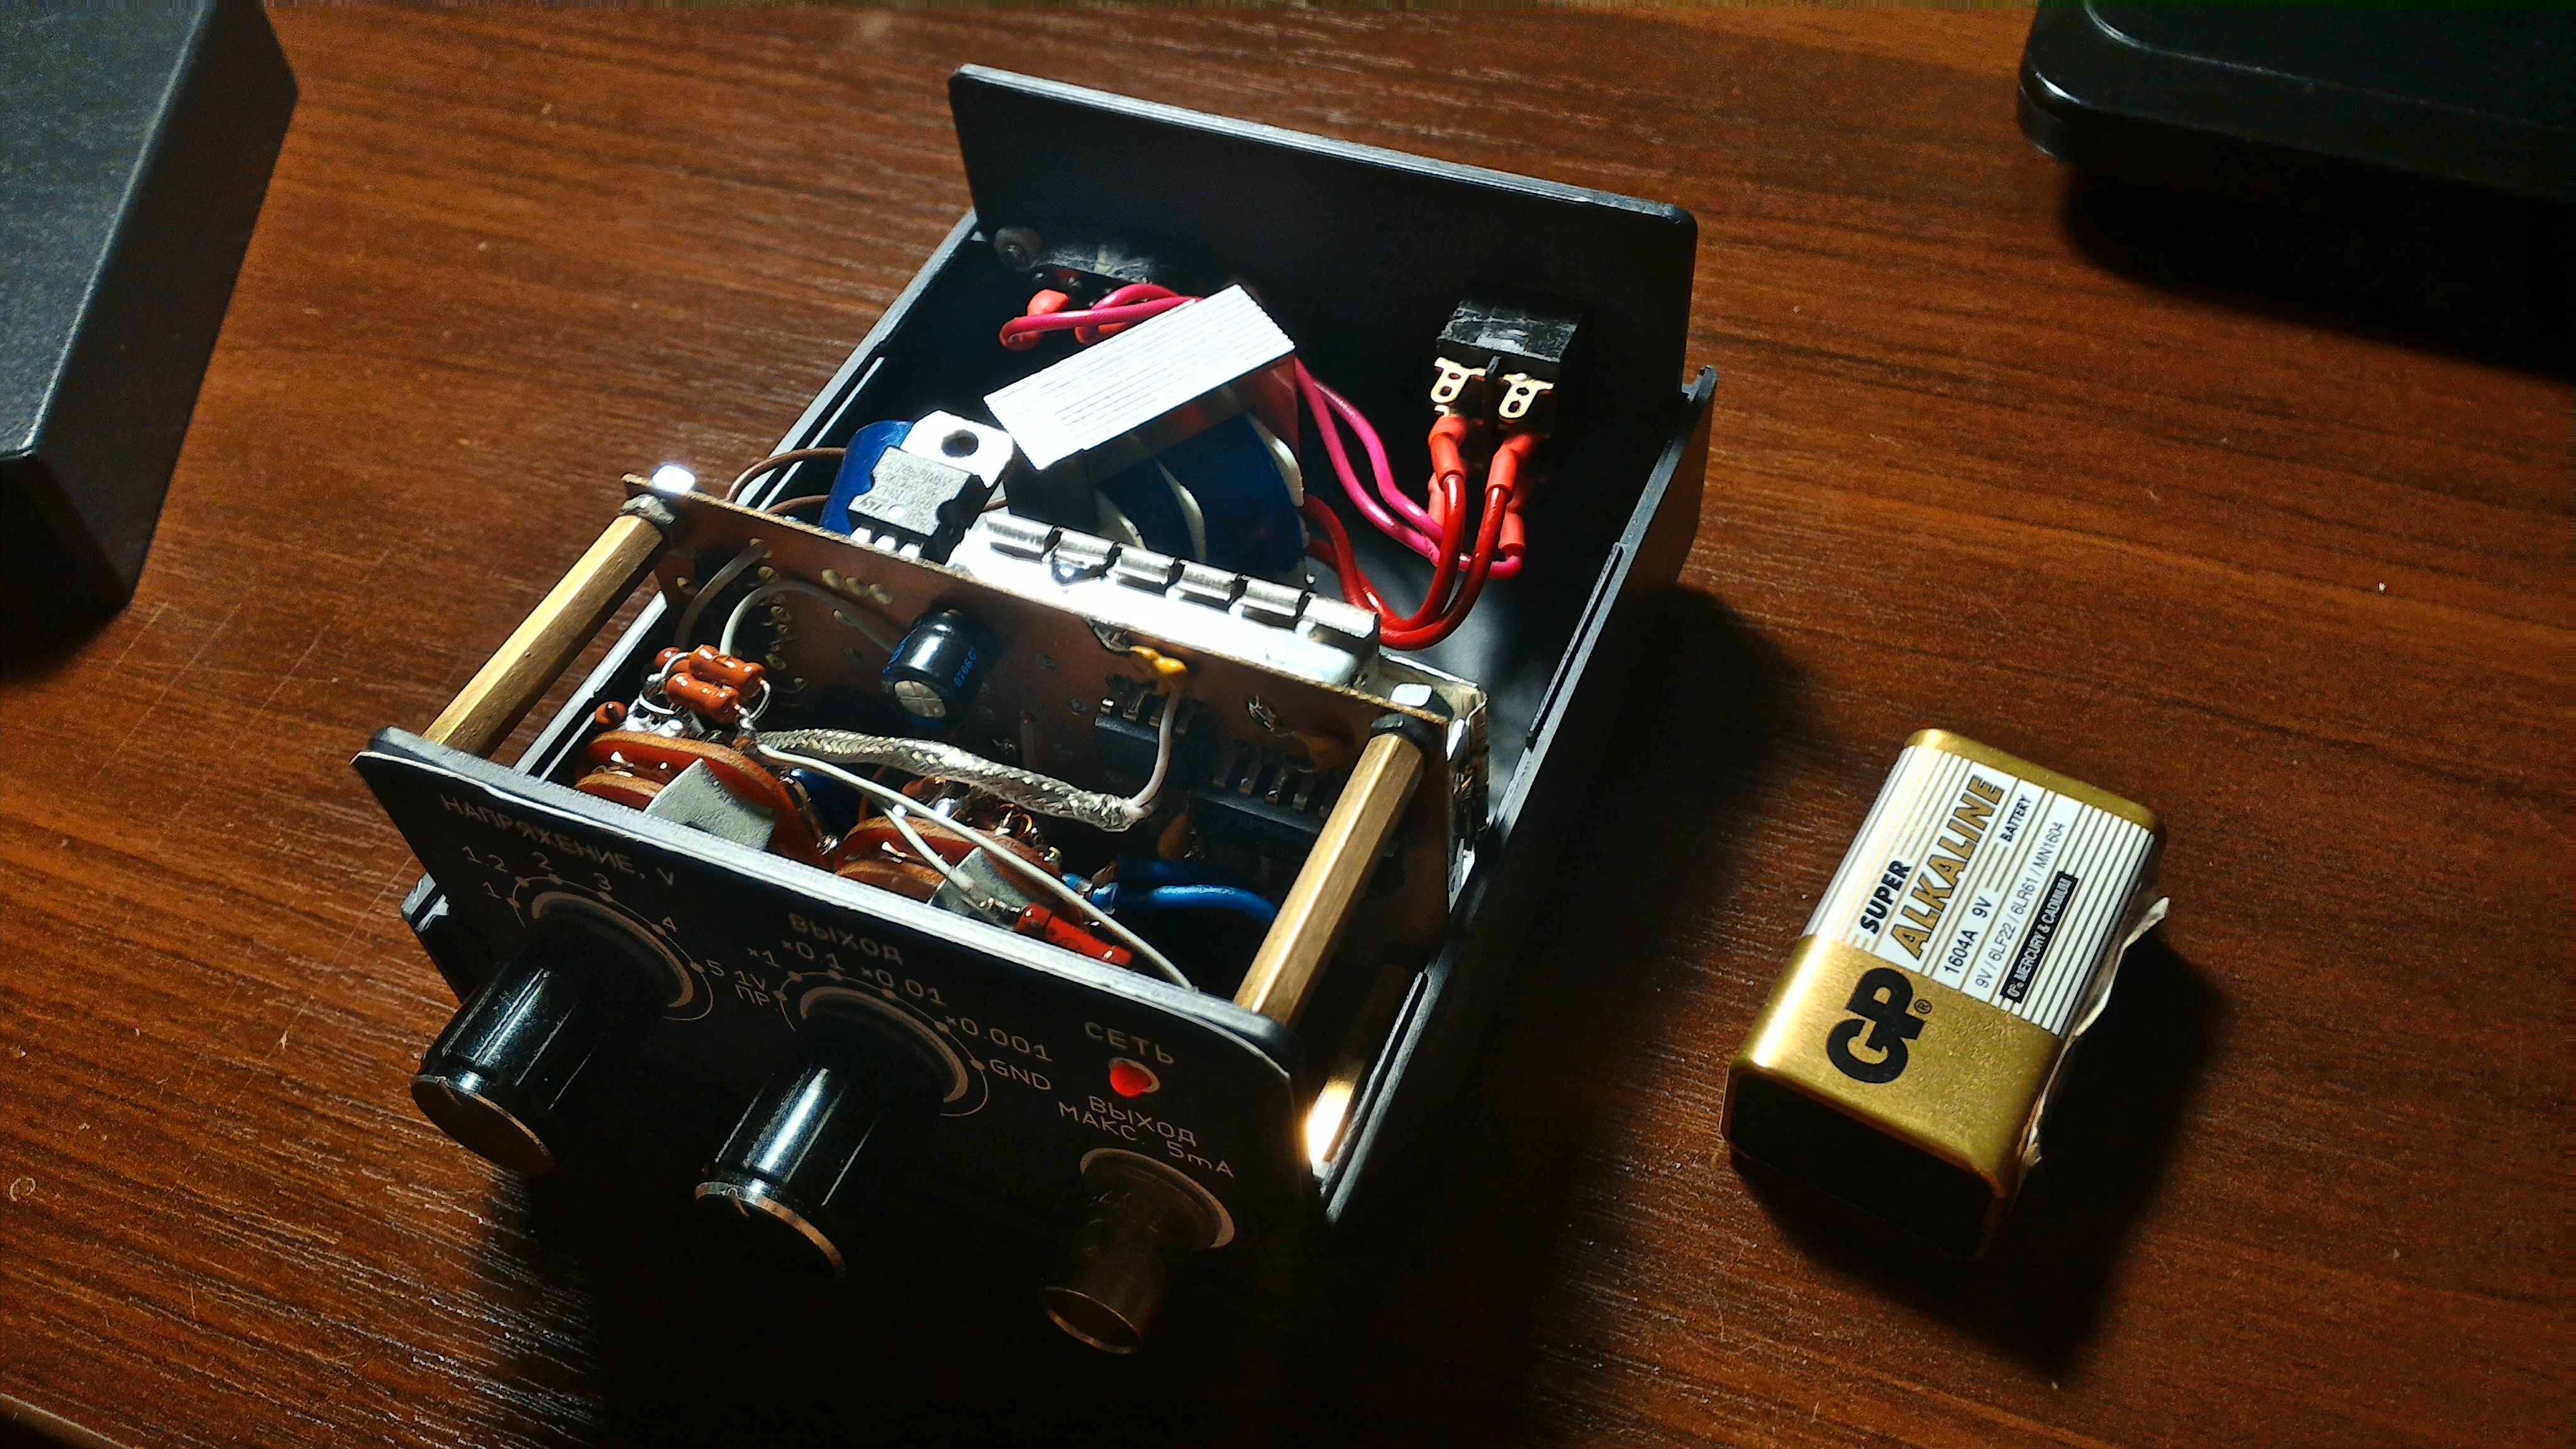 НАПРЯЖЕНИЕ, V
1
1.2
2
3
4
5
ВЫХОД
ПР. 1V
×1
×0.1
×0.01
×0.001
GND
СЕТЬ
ВЫХОД
МАКС. 5mA
SUPER
ALKALINE
BATTERY
1604A 9V
9V / 6LF22 / 6LR61 / MN1604
0% MERCURY & CADMIUM
GP®